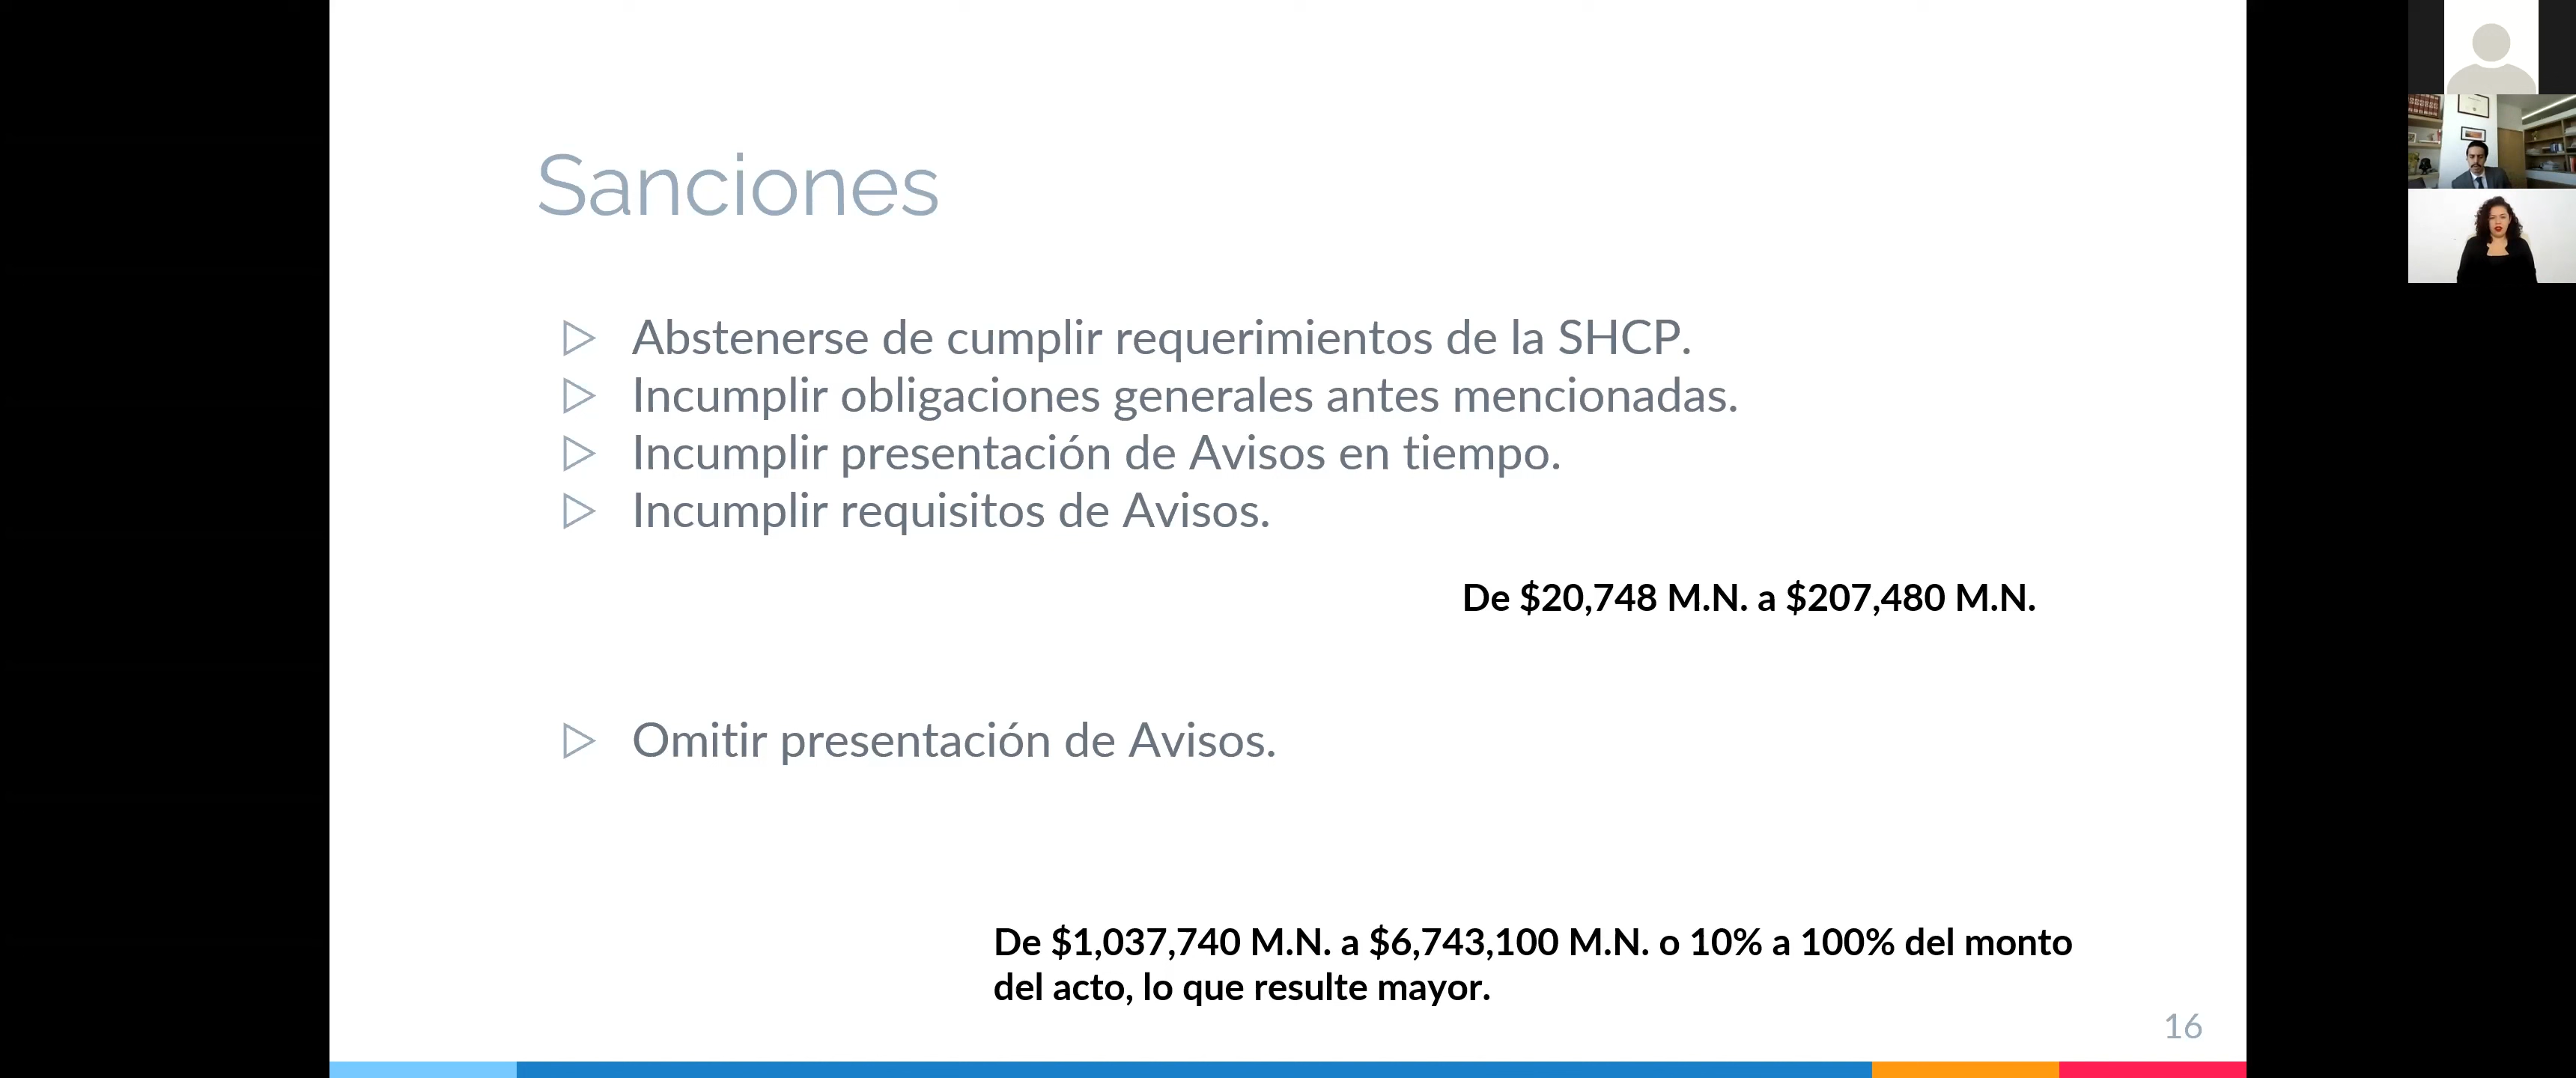 Sanciones
Abstenerse de cumplir requerimientos de la SHCP.
Incumplir obligaciones generales antes mencionadas.
Incumplir presentación de Avisos en tiempo.
Incumplir requisitos de Avisos.
De $20,748 M.N. a $207,480 M.N.
Omitir presentación de Avisos.
De $1,037,740 M.N. a $6,743,100 M.N. o 10% a 100% del monto
del acto, lo que resulte mayor.
16